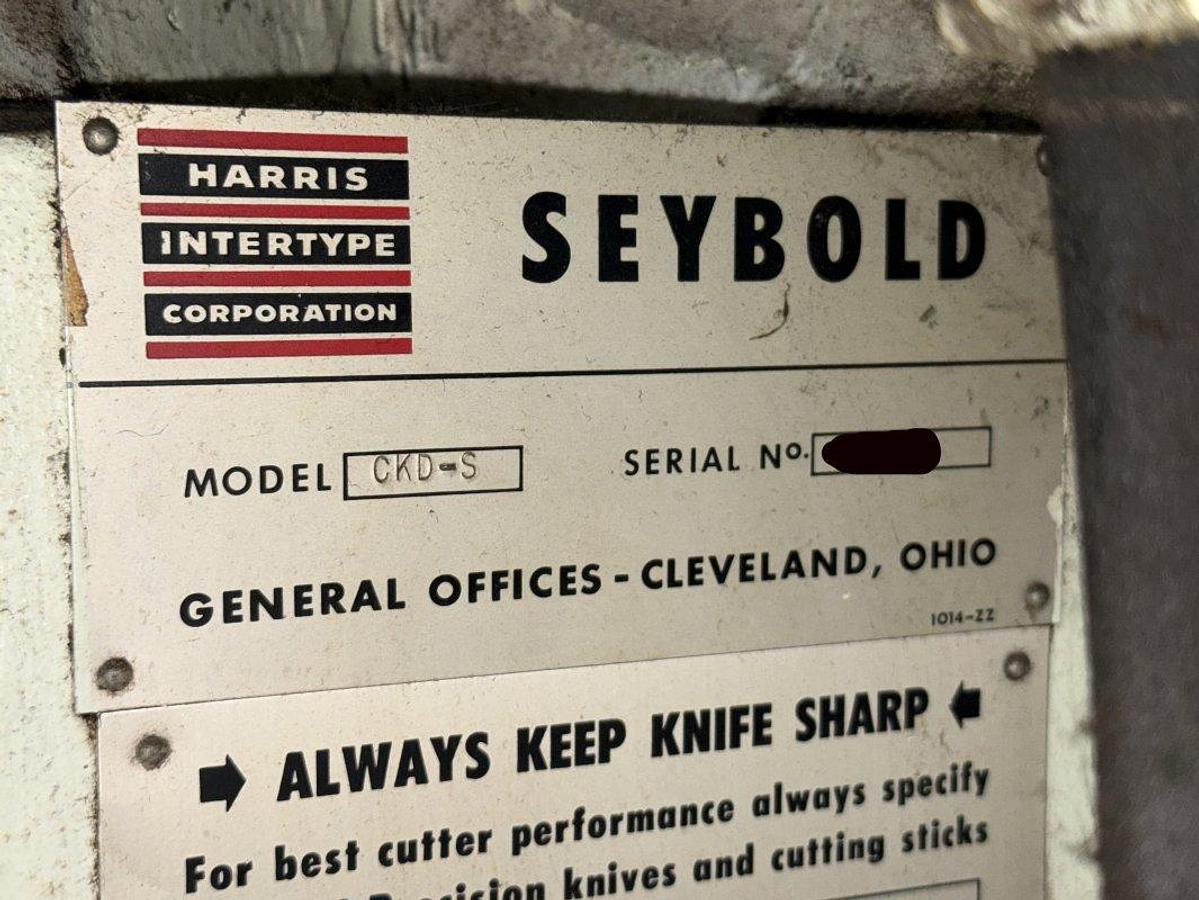 HARRIS
INTERTYPE
CORPORATION
SEYBOLD
MODEL CKD-S SERIAL No.
GENERAL OFFICES - CLEVELAND, OHIO
1014-ZZ
ALWAYS KEEP KNIFE SHARP
For best cutter performance always specify
knives and cutting sticks